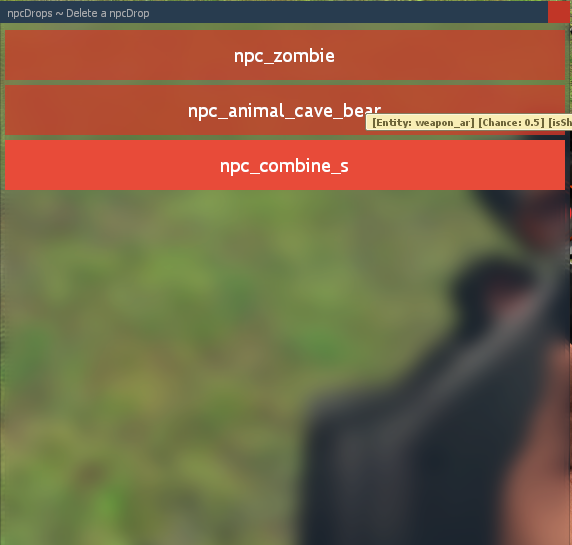 npcDrops ~ Delete a npcDrop
npc_zombie
npc_animal_cave_bear
[Entity: weapon_ar] [Chance: 0.5] [isSh
npc_combine_s